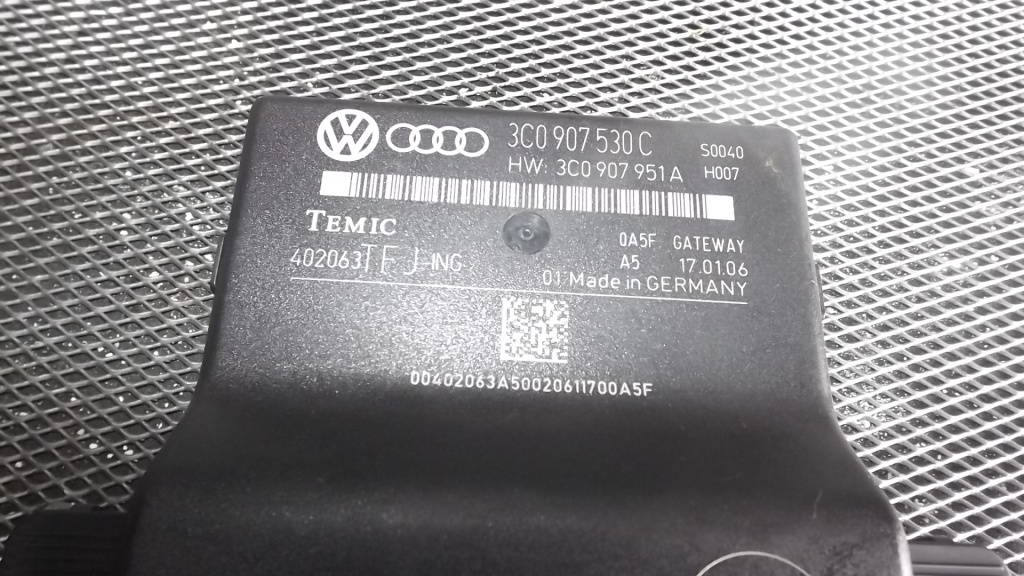 3C0 907 530 C S0040
HW: 3C0 907 951 A H007
TEMIC
0A5F GATEWAY
402063TFJ-ING A5 17.01.06
01 Made in GERMANY
00402063A50020611700A5F